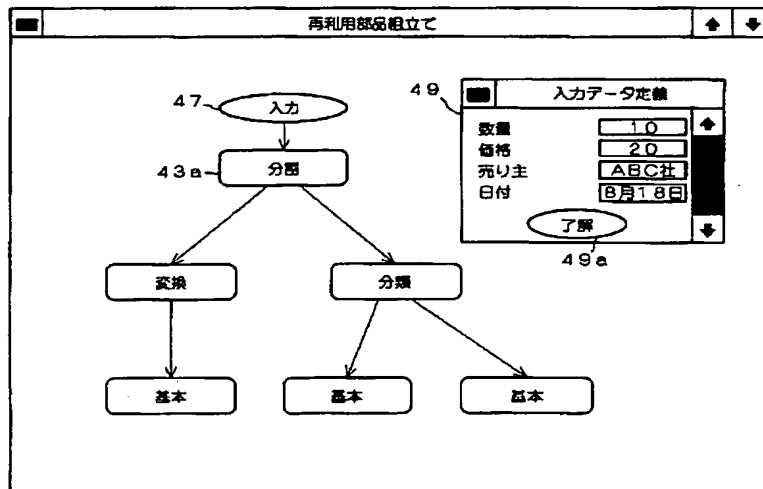 再利用部品組立て
47
入力
43a
分割
変換
分類
基本
基本
基本
49
入力データ定義
数量 10
価格 20
売り主 ABC社
日付 8月18日
了解
49a